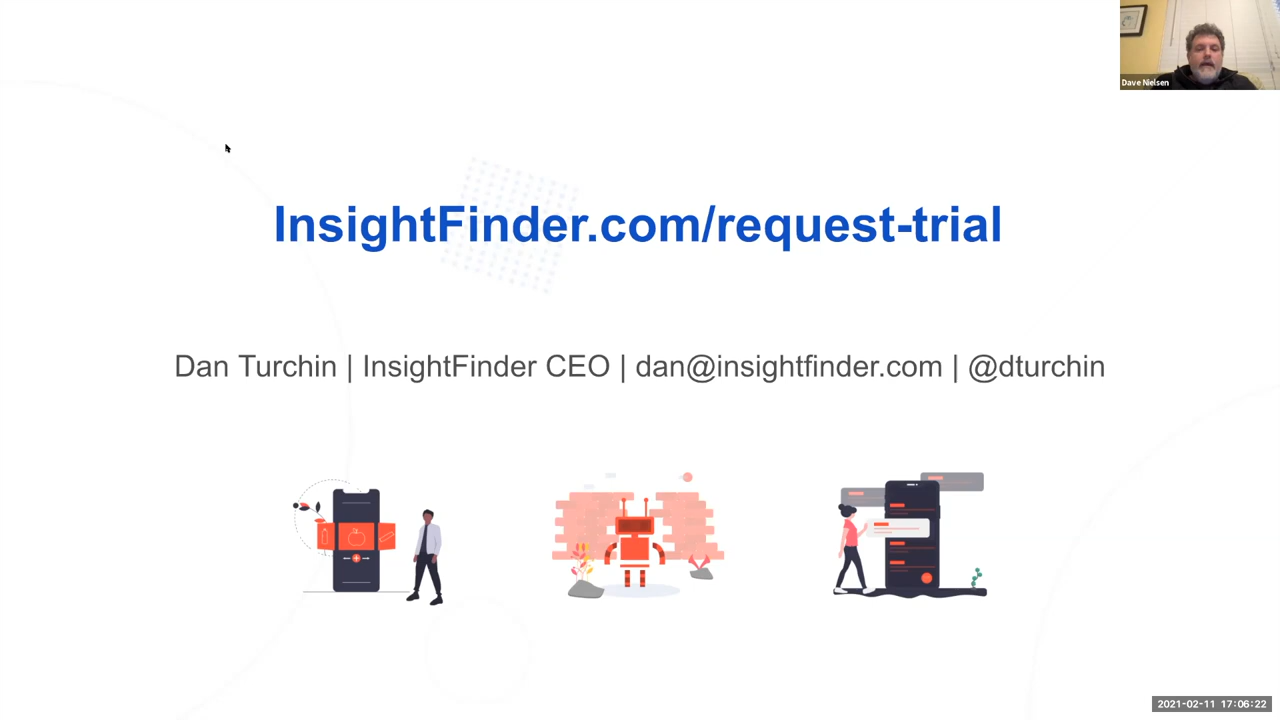 Dave Nielsen
InsightFinder.com/request-trial
Dan Turchin | InsightFinder CEO | dan@insightfinder.com | @dturchin
2021-02-11 17:06:22